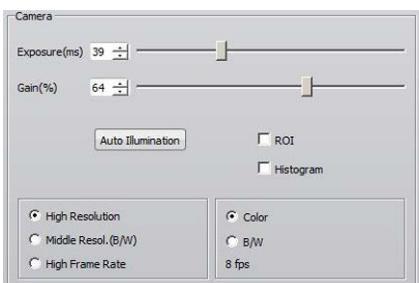 Camera
Exposure(ms) 39
Gain(%) 64
Auto Illumination
ROI
Histogram
High Resolution
Middle Resol.(B/W)
High Frame Rate
Color
B/W
8 fps